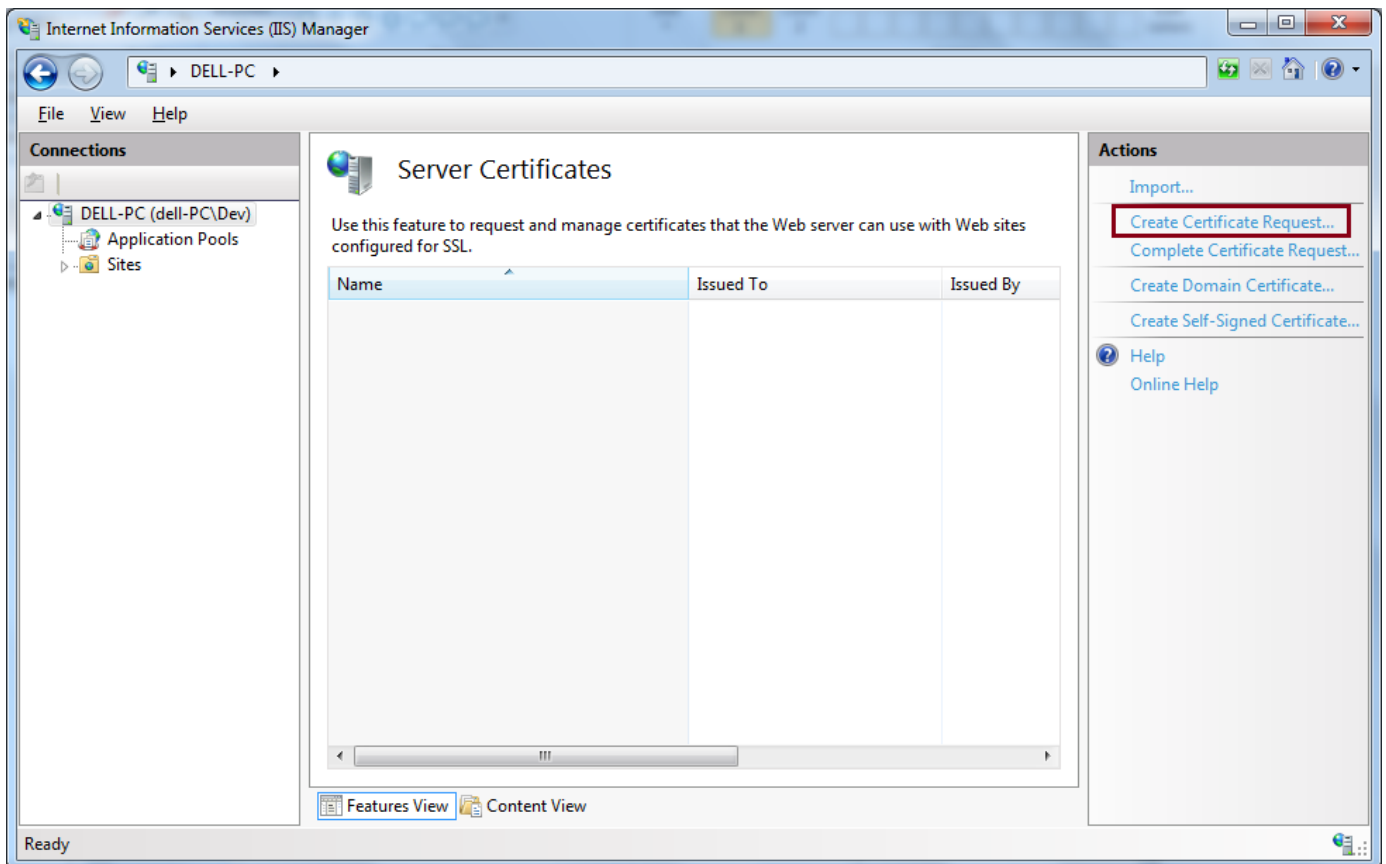 Internet Information Services (IIS) Manager
DELL-PC
File View Help
Connections
DELL-PC (dell-PC\Dev)
Application Pools
Sites
Server Certificates
Use this feature to request and manage certificates that the Web server can use with Web sites
configured for SSL.
Name Issued To Issued By
Features View Content View
Actions
Import...
Create Certificate Request...
Complete Certificate Request...
Create Domain Certificate...
Create Self-Signed Certificate...
Help
Online Help
Ready